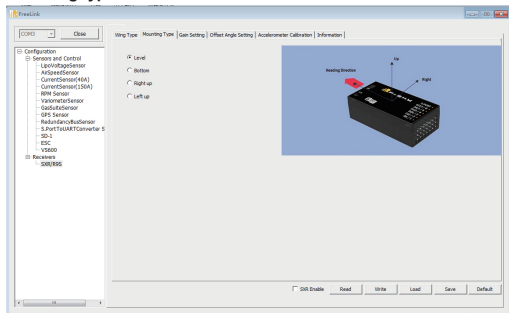 FreeLink
COM3
Close
Configuration
Sensors and Control
LipoVoltageSensor
AirSpeedSensor
CurrentSensor(40A)
CurrentSensor(150A)
RPM Sensor
VariometerSensor
GasSuiteSensor
GPS Sensor
RedundancyBusSensor
S.PortToUARTConverter S
SD-1
ESC
VS600
Receivers
SXR/R9S
Wing Type Mounting Type Gain Setting Offset Angle Setting Accelerometer Calibration Information
Level
Bottom
Right up
Left up
Up
Heading Direction
Right
SXR Enable Read Write Load Save Default